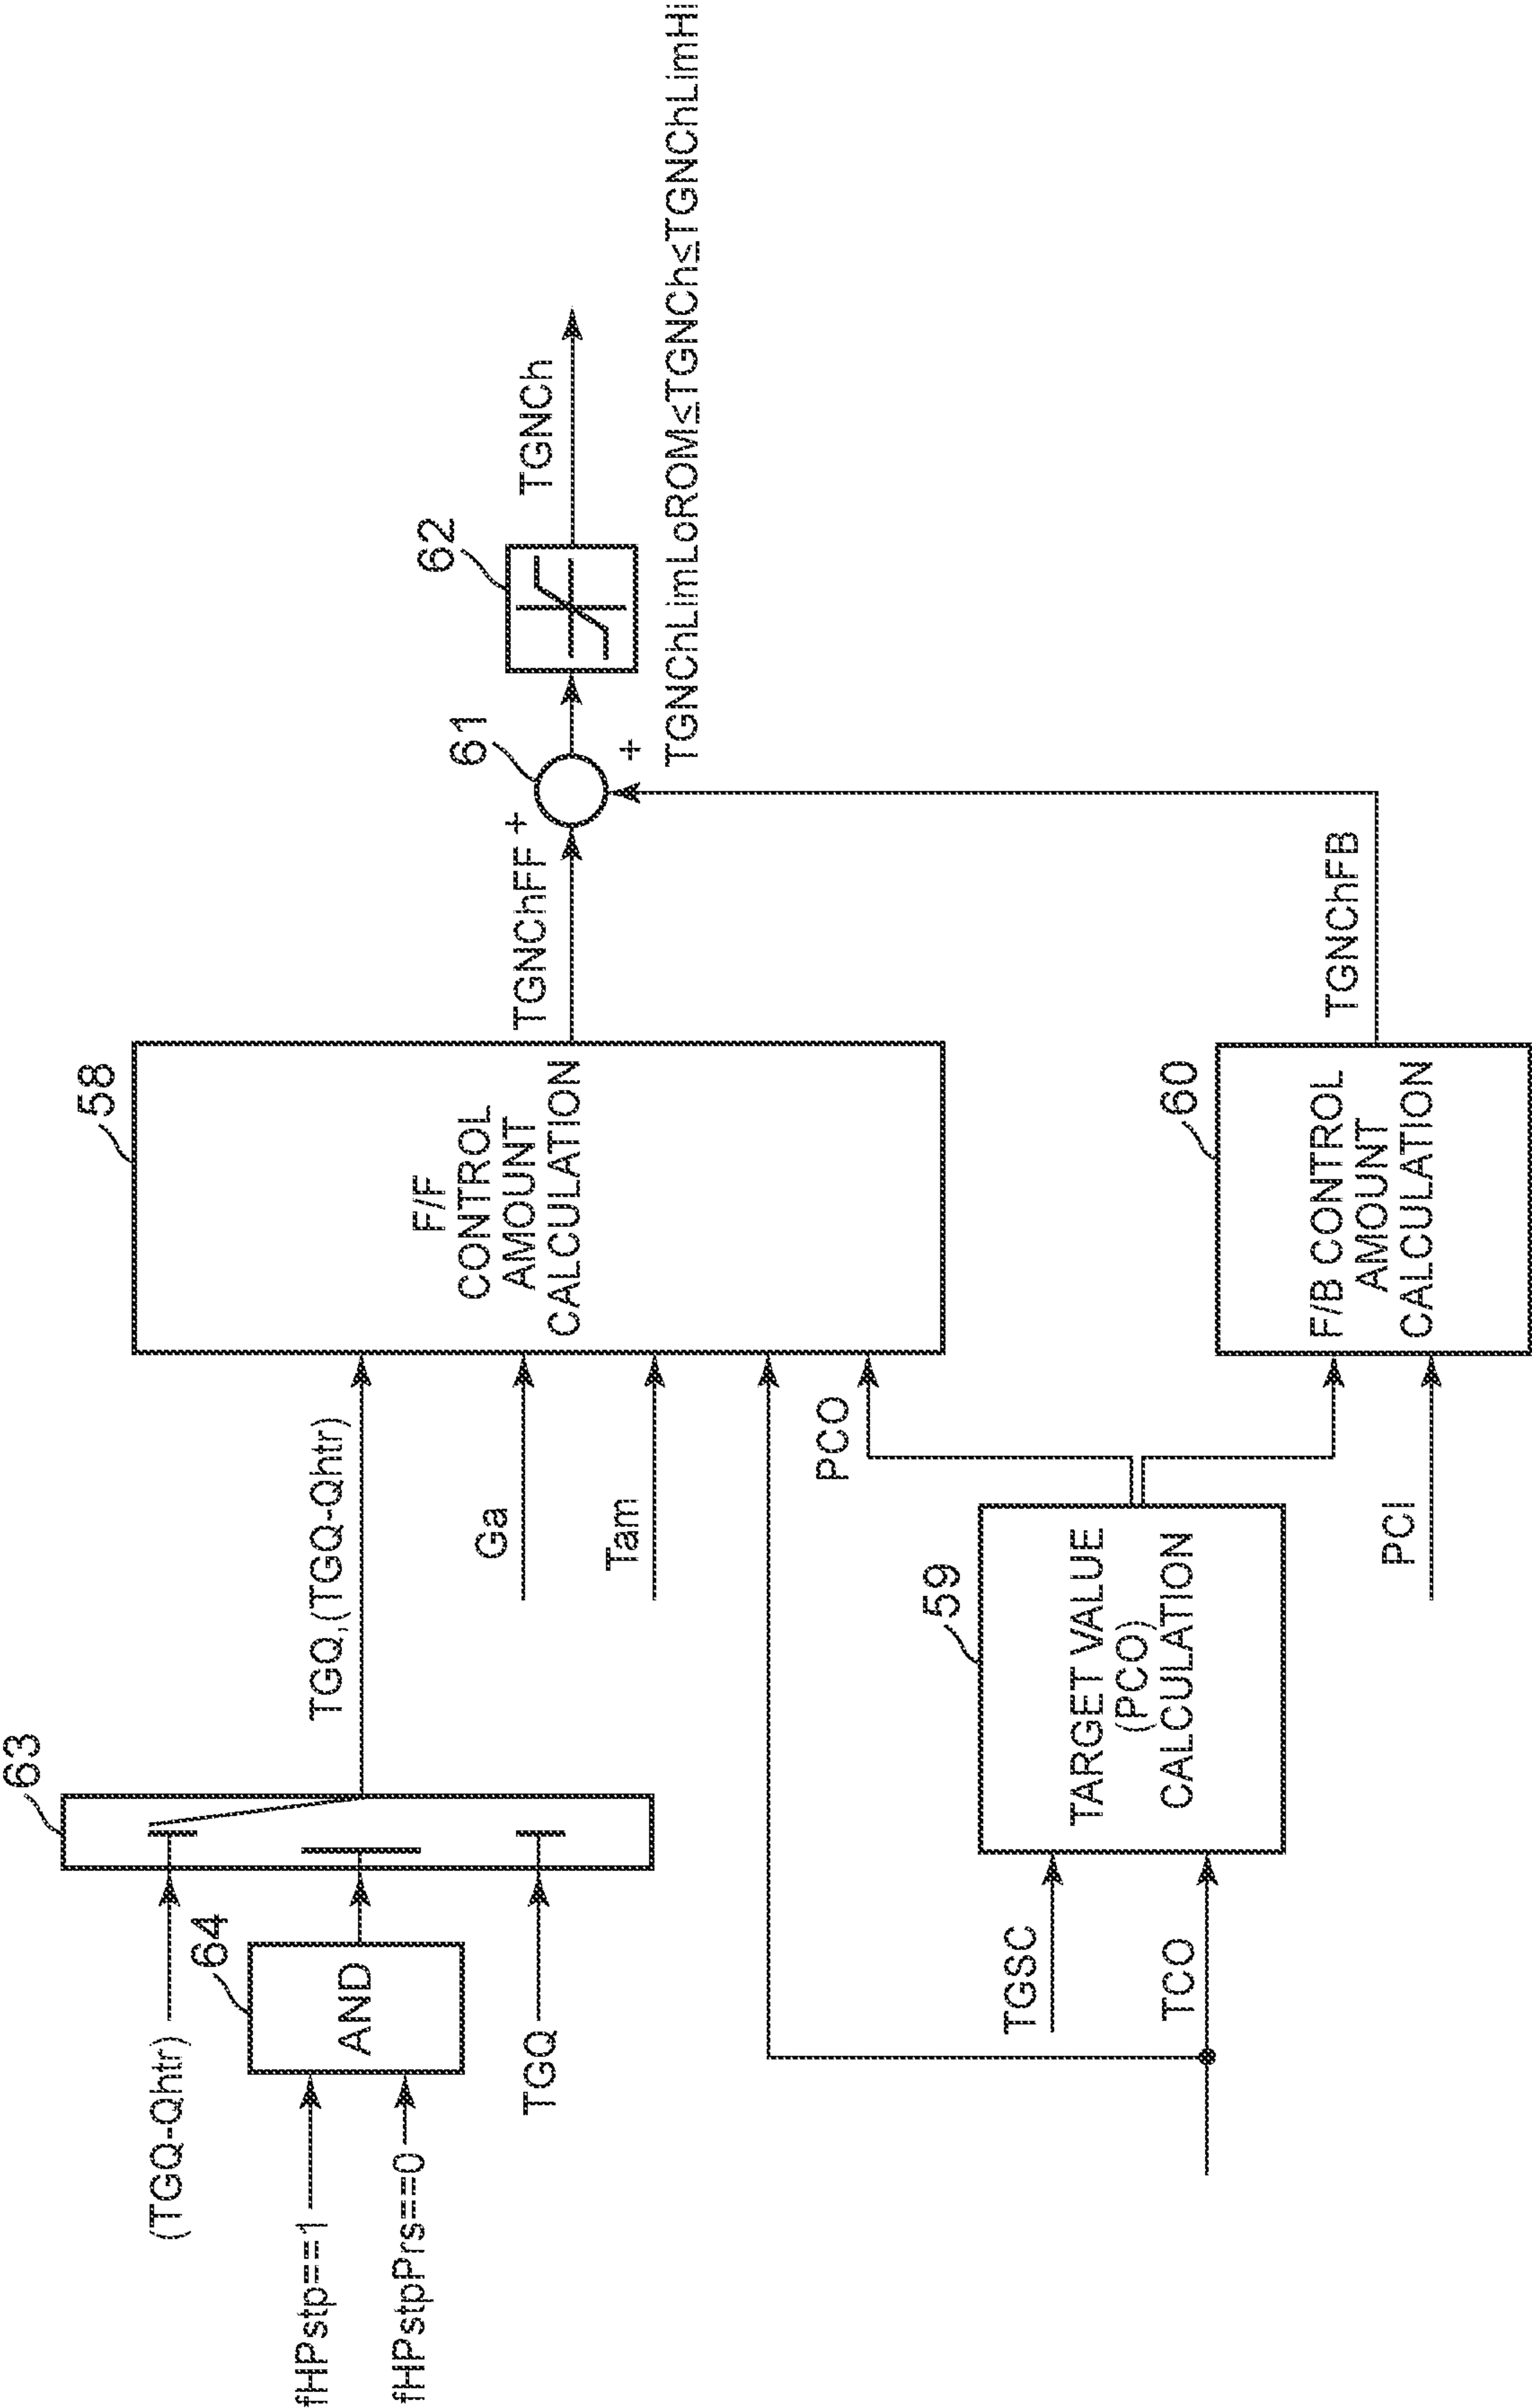 63
(TGQ-Qhtr)
64
AND
fHPstp==1
fHPstpPrs==0
TGQ
TGQ,(TGQ-Qhtr)
Ga
Tam
58
F/F
CONTROL
AMOUNT
CALCULATION
PCO
TGSC
TCO
59
TARGET VALUE
(PCO)
CALCULATION
PCI
60
F/B CONTROL
AMOUNT
CALCULATION
TGNChFF
+
61
+
TGNChFB
62
TGNCh
TGNChLimLoROM≤TGNCh≤TGNChLimHi